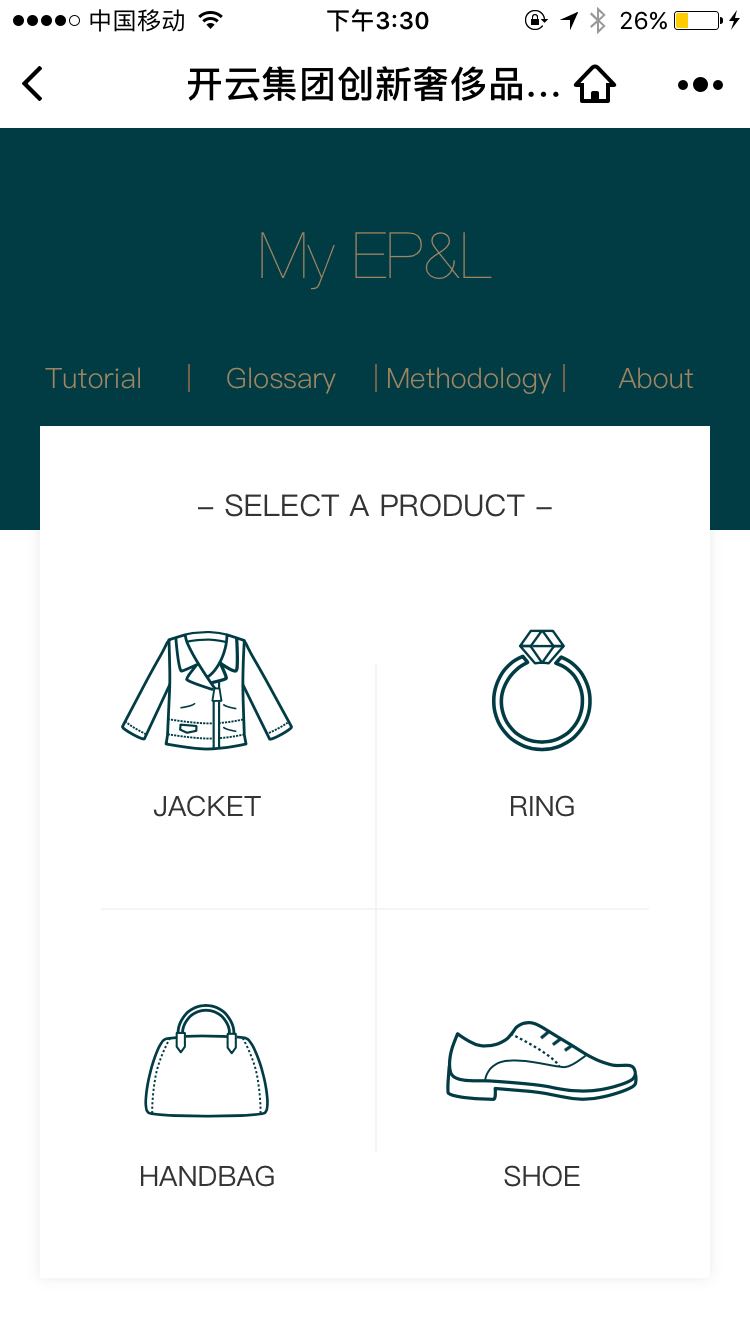 中国移动 下午3:30 26%
开云集团创新奢侈品...
My EP&L
Tutorial | Glossary | Methodology | About
– SELECT A PRODUCT –
JACKET RING
HANDBAG SHOE